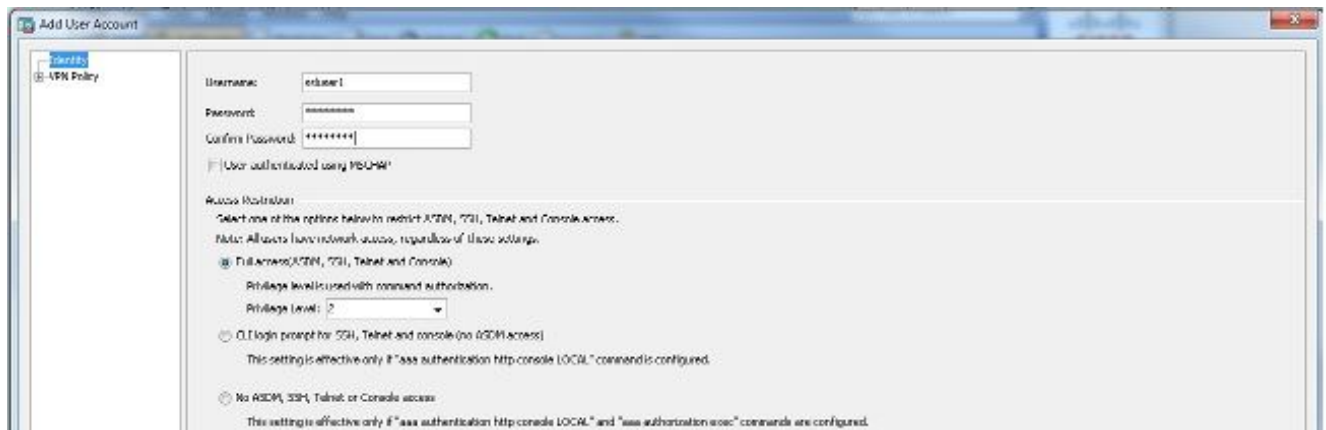 Add User Account
Identity
VPN Policy
Username:
Password: ********
Confirm Password: ********
User authenticated using MSCHAP
Access Restriction
Select one of the options below to restrict ASDM, SSH, Telnet and Console access.
Note: All users have network access, regardless of these settings.
Full access(ASDM, SSH, Telnet and Console)
Privilege level is used with command authorization.
Privilege Level: 2
CLI login prompt for SSH, Telnet and console (no ASDM access)
This setting is effective only if "aaa authentication http console LOCAL" command is configured.
No ASDM, SSH, Telnet or Console access
This setting is effective only if "aaa authentication http console LOCAL" and "aaa authorization exec" commands are configured.